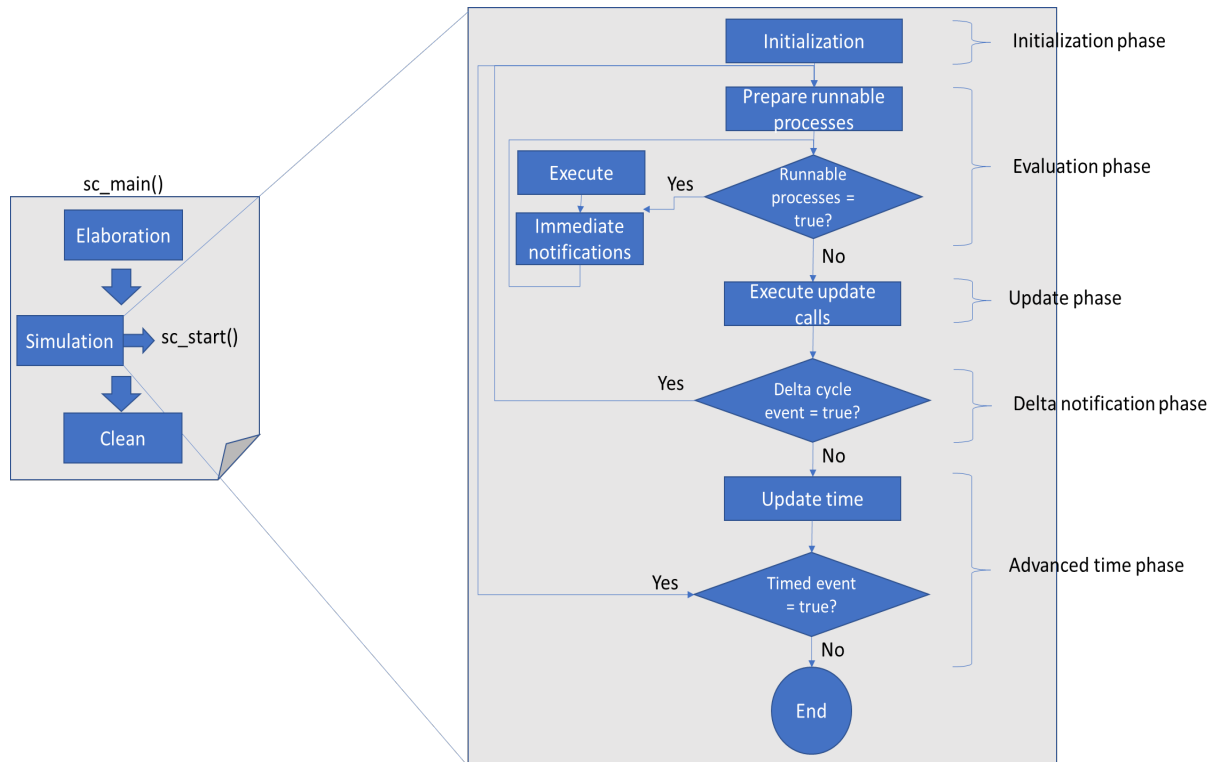 sc_main()
Elaboration
Simulation
sc_start()
Clean
Initialization
Initialization phase
Prepare runnable
processes
Evaluation phase
Execute
Yes
Runnable
processes =
true?
Immediate
notifications
No
Execute update
calls
Update phase
Yes
Delta cycle
event = true?
Delta notification phase
No
Update time
Advanced time phase
Yes
Timed event
= true?
No
End